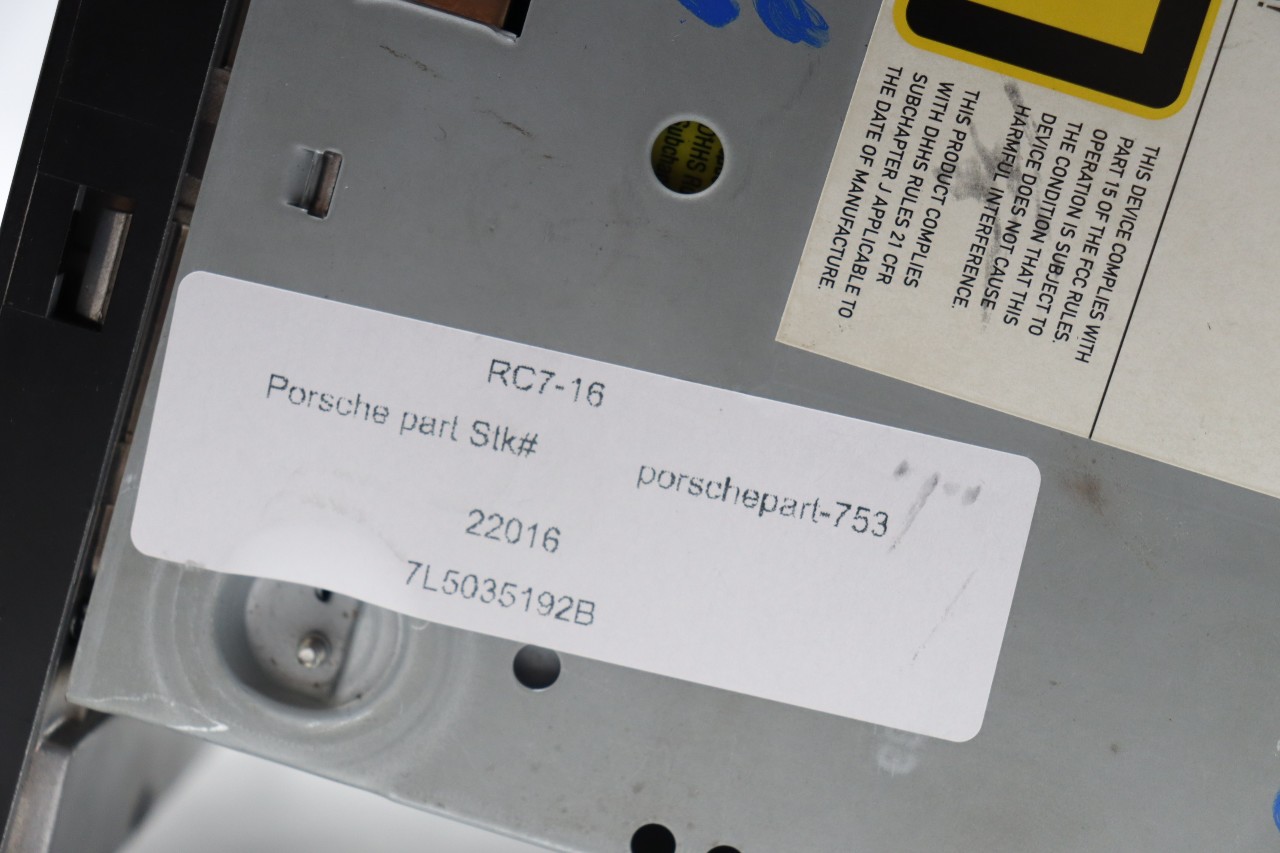 RC7-16
Porsche part Stk#
porschepart-753
22016
7L5035192B
THIS DEVICE COMPLIES WITH
PART 15 OF THE FCC RULES.
OPERATION IS SUBJECT TO
THE CONDITION THAT THIS
DEVICE DOES NOT CAUSE
HARMFUL INTERFERENCE.
THIS PRODUCT COMPLIES
WITH DHHS RULES 21 CFR
SUBCHAPTER J APPLICABLE TO
THE DATE OF MANUFACTURE.
DHHS R
Subch